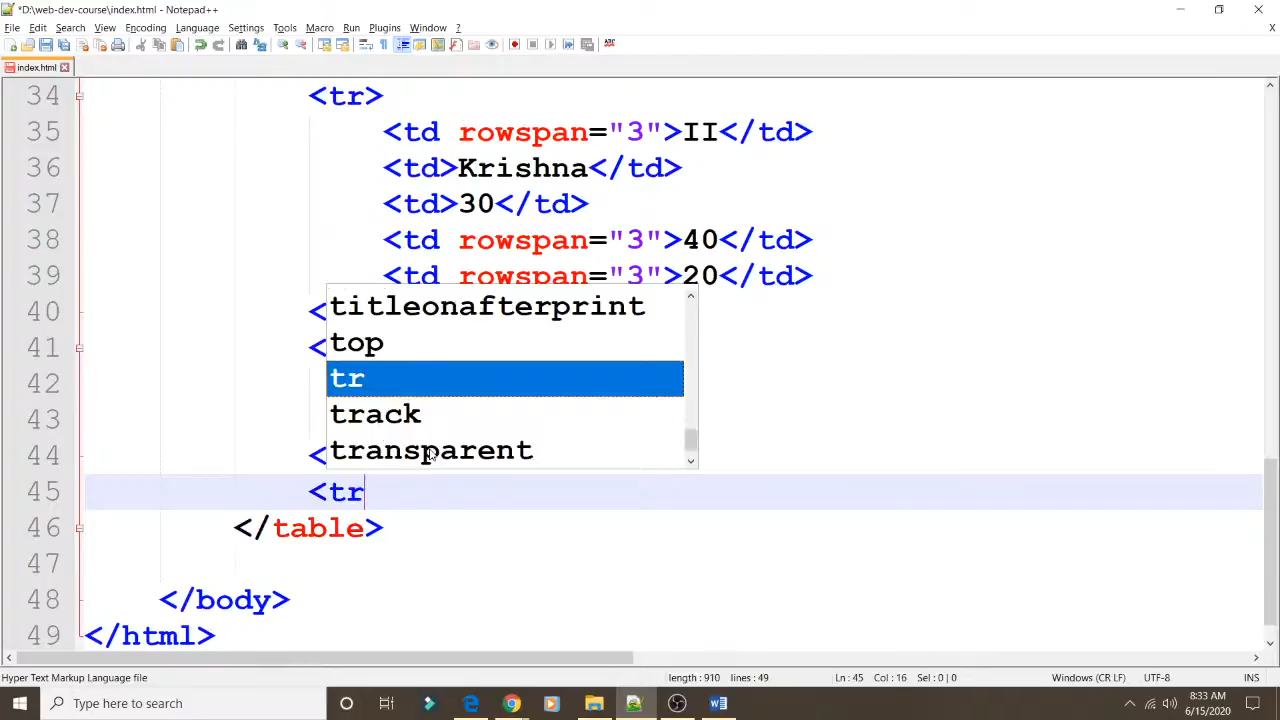 *D:\web-dev-course\index.html - Notepad++
File Edit Search View Encoding Language Settings Tools Macro Run Plugins Window ?
X
ABC
index.html
34 <tr>
35 <td rowspan="3">II</td>
36 <td>Krishna</td>
37 <td>30</td>
38 <td rowspan="3">40</td>
39 <td rowspan="3">20</td>
40 <
41 <
42
43
44 <
45 <tr
46 </table>
47
48 </body>
49 </html>
titleonafterprint
top
tr
track
transparent
Hyper Text Markup Language file length : 910 lines : 49 Ln : 45 Col : 16 Sel : 0 | 0 Windows (CR LF) UTF-8 INS
Type here to search
8:33 AM
6/15/2020